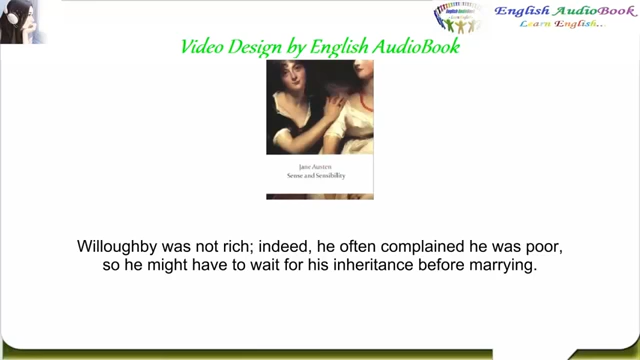 English AudioBook
Learn English...
Video Design by English AudioBook
Jane Austen
Sense and Sensibility
Willoughby was not rich; indeed, he often complained he was poor,
so he might have to wait for his inheritance before marrying.